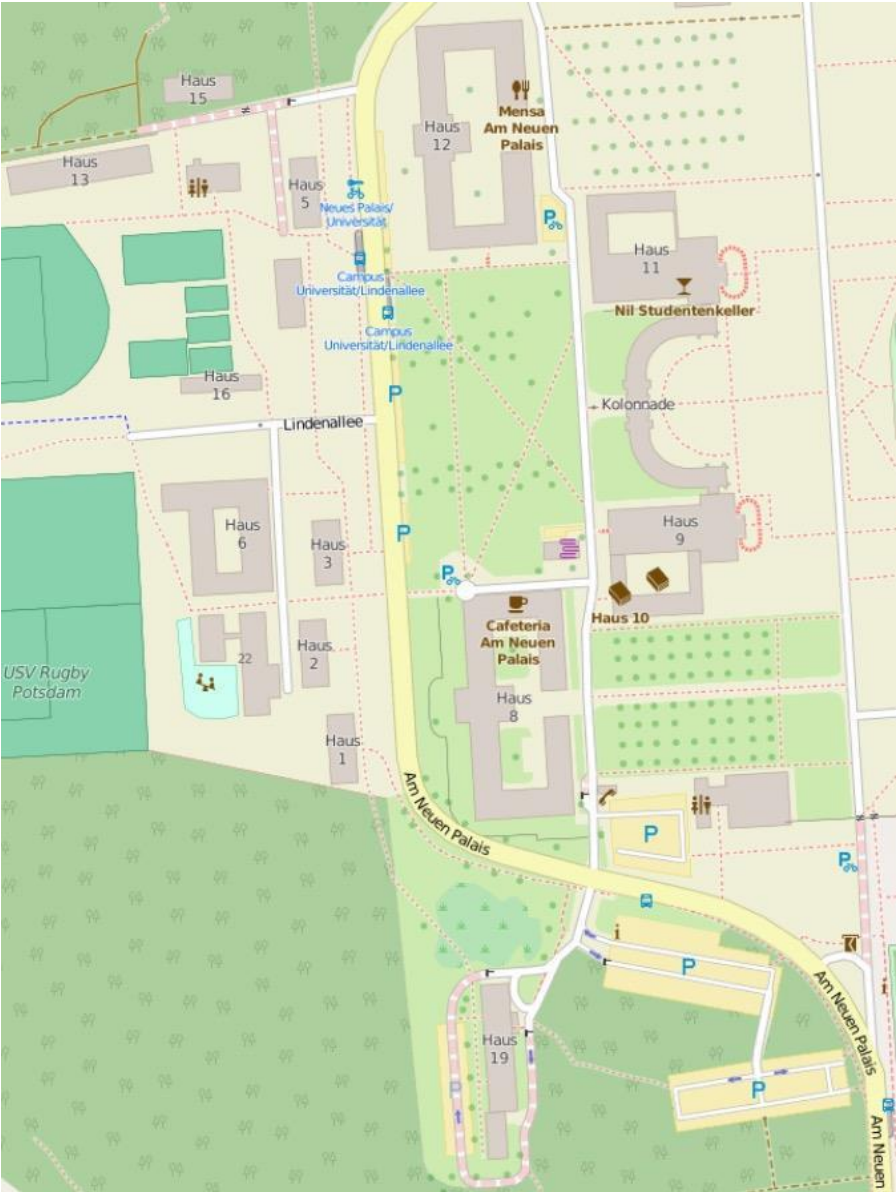 Haus
15
Mensa
Am Neuen
Palais
Haus
12
Haus
13
Haus
5
Neues Palais/
Universität
P
Haus
11
Campus
Universität/Lindenallee
Nil Studentenkeller
Campus
Universität/Lindenallee
Haus
16
P
Kolonnade
Lindenallee
Haus
6
P
Haus
9
Haus
3
P
Haus 10
Cafeteria
Am Neuen
Palais
Haus
2
22
USV Rugby
Potsdam
Haus
8
Haus
1
Am Neuen Palais
P
P
i
P
Am Neuen Palais
i
Haus
19
P
P
Am Neuen